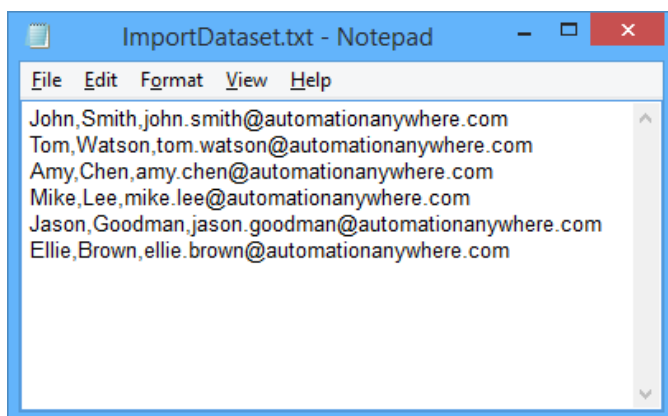 ImportDataset.txt - Notepad
File Edit Format View Help
John,Smith,john.smith@automationanywhere.com
Tom,Watson,tom.watson@automationanywhere.com
Amy,Chen,amy.chen@automationanywhere.com
Mike,Lee,mike.lee@automationanywhere.com
Jason,Goodman,jason.goodman@automationanywhere.com
Ellie,Brown,ellie.brown@automationanywhere.com